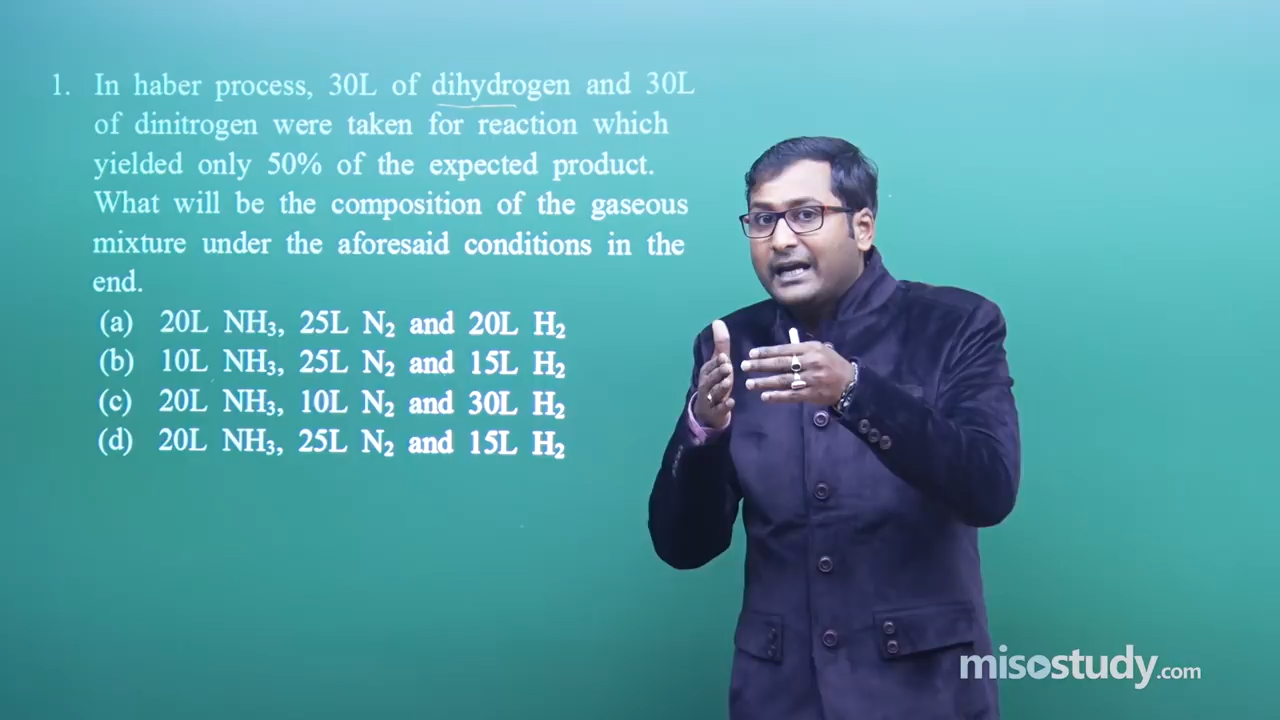 1. In haber process, 30L of dihydrogen and 30L
of dinitrogen were taken for reaction which
yielded only 50% of the expected product.
What will be the composition of the gaseous
mixture under the aforesaid conditions in the
end.
(a) 20L NH₃, 25L N₂ and 20L H₂
(b) 10L NH₃, 25L N₂ and 15L H₂
(c) 20L NH₃, 10L N₂ and 30L H₂
(d) 20L NH₃, 25L N₂ and 15L H₂
misostudy.com